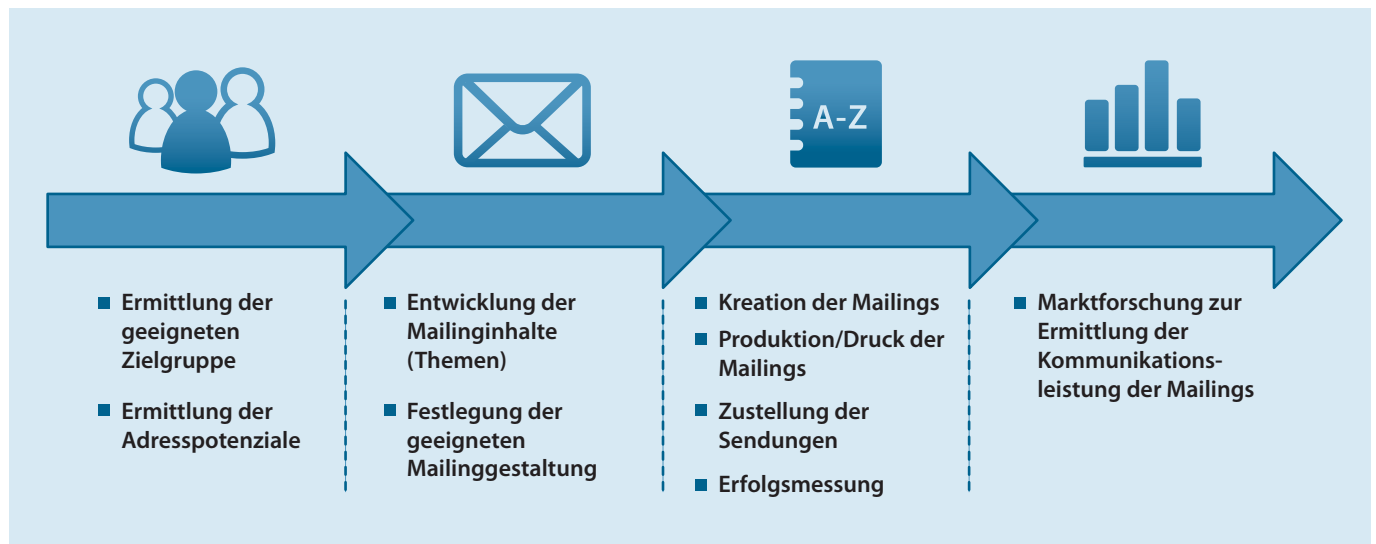 A-Z
■ Ermittlung der
geeigneten
Zielgruppe
■ Ermittlung der
Adresspotenziale
■ Entwicklung der
Mailinginhalte
(Themen)
■ Festlegung der
geeigneten
Mailinggestaltung
■ Kreation der Mailings
■ Produktion/Druck der
Mailings
■ Zustellung der
Sendungen
■ Erfolgsmessung
■ Marktforschung zur
Ermittlung der
Kommunikations-
leistung der Mailings